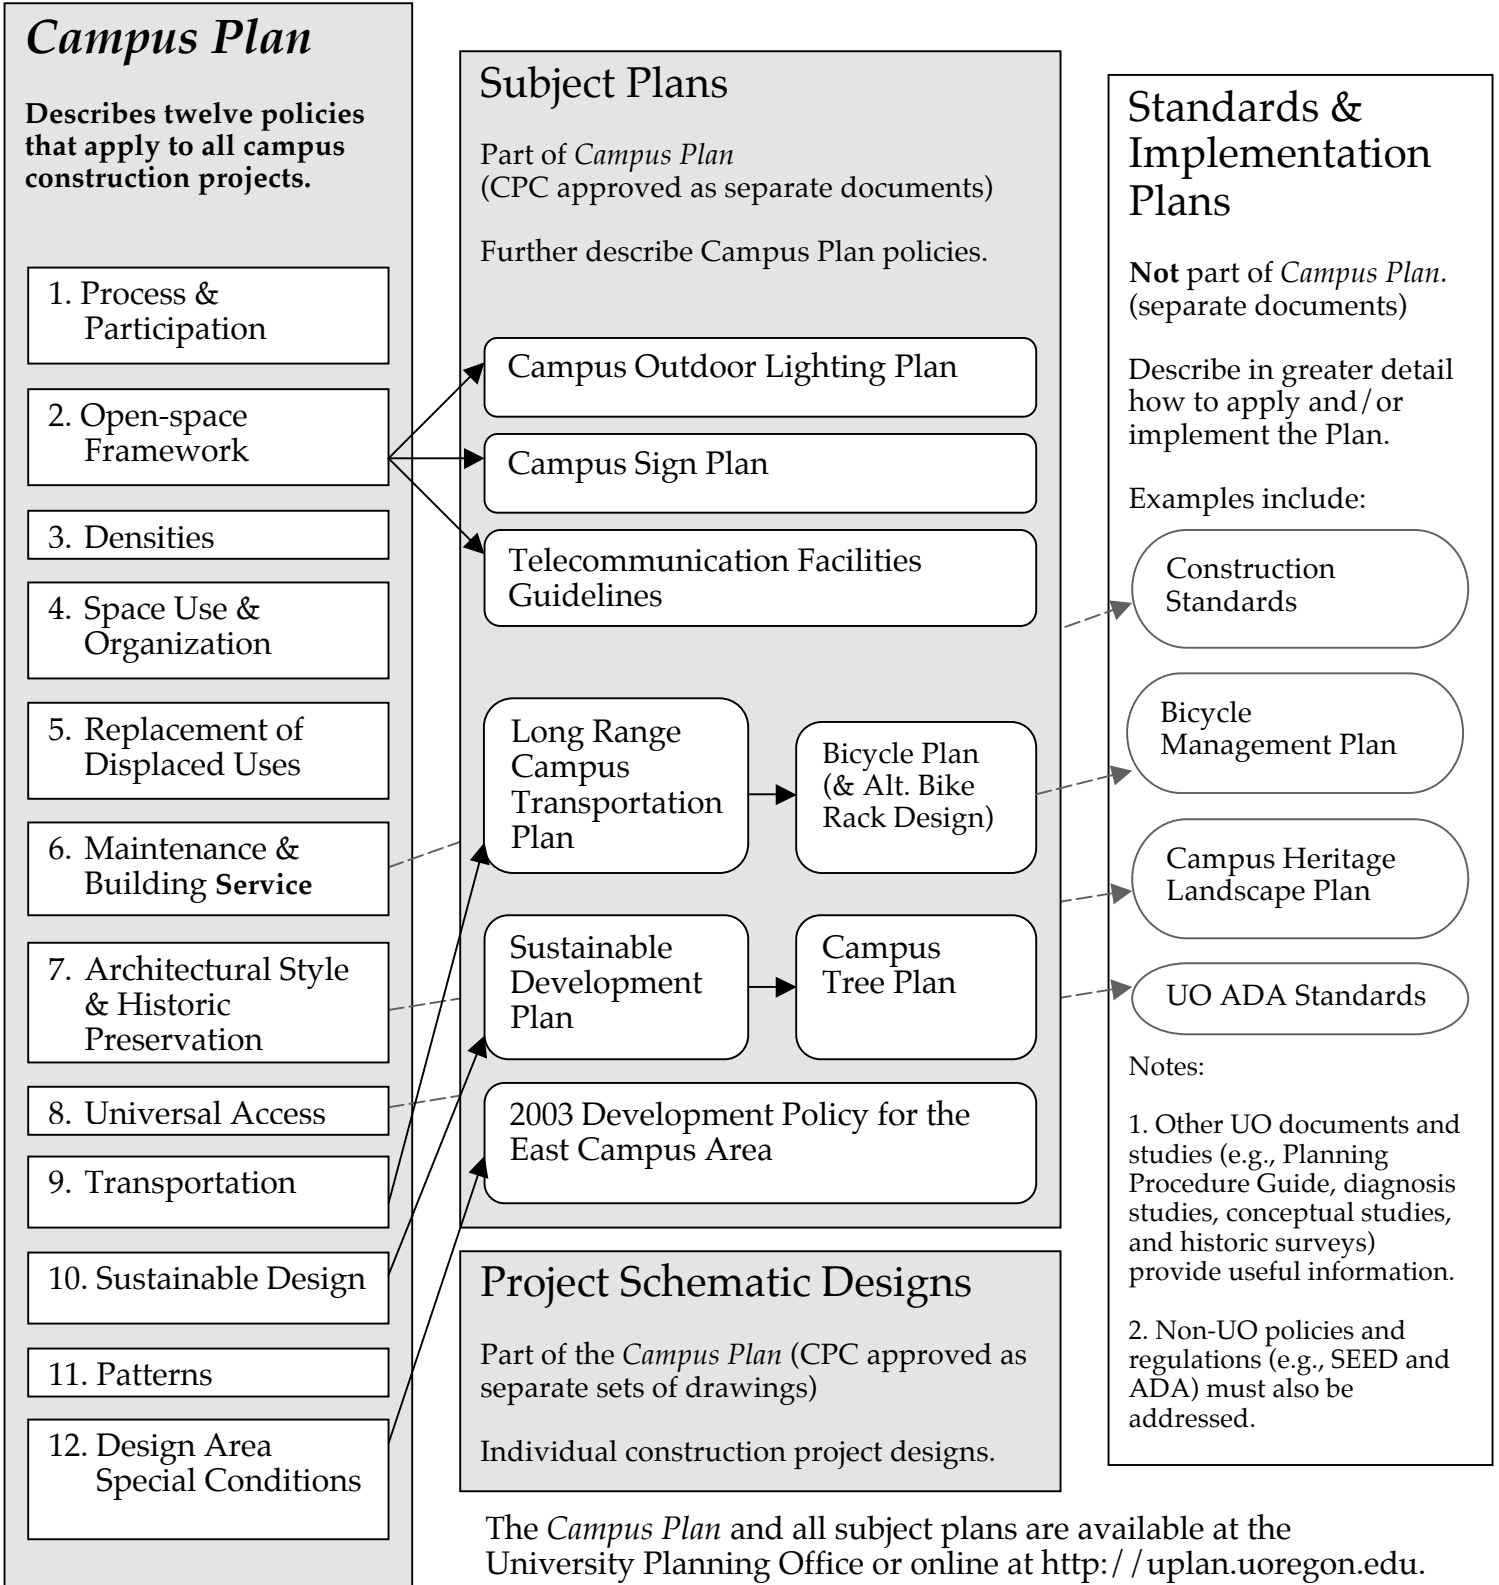 Campus Plan
Describes twelve policies
that apply to all campus
construction projects.
1. Process &
Participation
2. Open-space
Framework
3. Densities
4. Space Use &
Organization
5. Replacement of
Displaced Uses
6. Maintenance &
Building Service
7. Architectural Style
& Historic
Preservation
8. Universal Access
9. Transportation
10. Sustainable Design
11. Patterns
12. Design Area
Special Conditions
Subject Plans
Part of Campus Plan
(CPC approved as separate documents)
Further describe Campus Plan policies.
Campus Outdoor Lighting Plan
Campus Sign Plan
Telecommunication Facilities
Guidelines
Long Range
Campus
Transportation
Plan
Bicycle Plan
(& Alt. Bike
Rack Design)
Sustainable
Development
Plan
Campus
Tree Plan
2003 Development Policy for the
East Campus Area
Project Schematic Designs
Part of the Campus Plan (CPC approved as
separate sets of drawings)
Individual construction project designs.
Standards &
Implementation
Plans
Not part of Campus Plan.
(separate documents)
Describe in greater detail
how to apply and/or
implement the Plan.
Examples include:
Construction
Standards
Bicycle
Management Plan
Campus Heritage
Landscape Plan
UO ADA Standards
Notes:
1. Other UO documents and
studies (e.g., Planning
Procedure Guide, diagnosis
studies, conceptual studies,
and historic surveys)
provide useful information.
2. Non-UO policies and
regulations (e.g., SEED and
ADA) must also be
addressed.
The Campus Plan and all subject plans are available at the
University Planning Office or online at http://uplan.uoregon.edu.